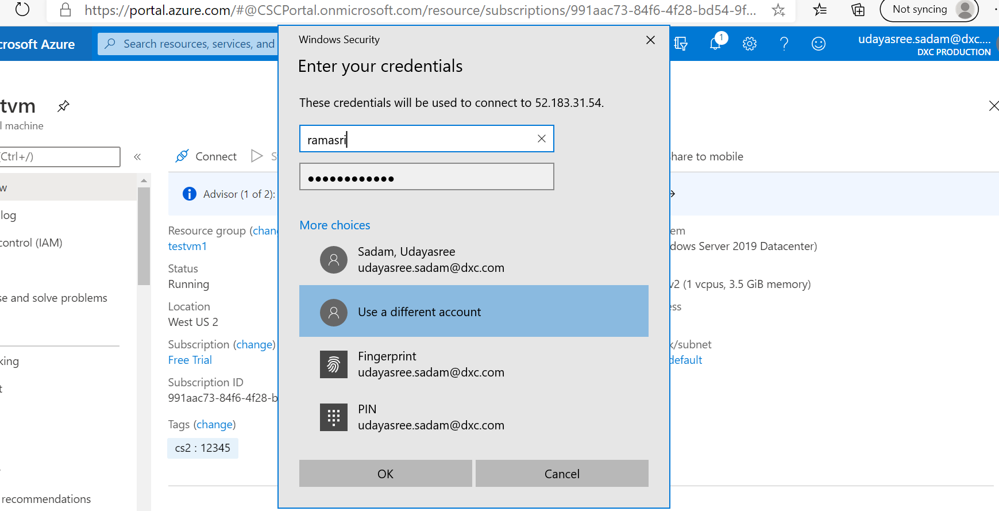 https://portal.azure.com/#@CSCPortal.onmicrosoft.com/resource/subscriptions/991aac73-84f6-4f28-bd54-9f...
Not syncing
crosoft Azure
Search resources, services, and
1
udayasree.sadam@dxc....
DXC PRODUCTION
tvm
l machine
(Ctrl+/)
«
w
log
control (IAM)
se and solve problems
king
t
recommendations
Connect
S
Advisor (1 of 2):
Resource group (chang
testvm1
Status
Running
Location
West US 2
Subscription (change)
Free Trial
Subscription ID
991aac73-84f6-4f28-b
Tags (change)
cs2 : 12345
Windows Security
Enter your credentials
These credentials will be used to connect to 52.183.31.54.
ramasri
••••••••••••
More choices
Sadam, Udayasree
udayasree.sadam@dxc.com
Use a different account
Fingerprint
udayasree.sadam@dxc.com
PIN
udayasree.sadam@dxc.com
OK
Cancel
hare to mobile
em
dows Server 2019 Datacenter)
v2 (1 vcpus, 3.5 GiB memory)
ess
k/subnet
default